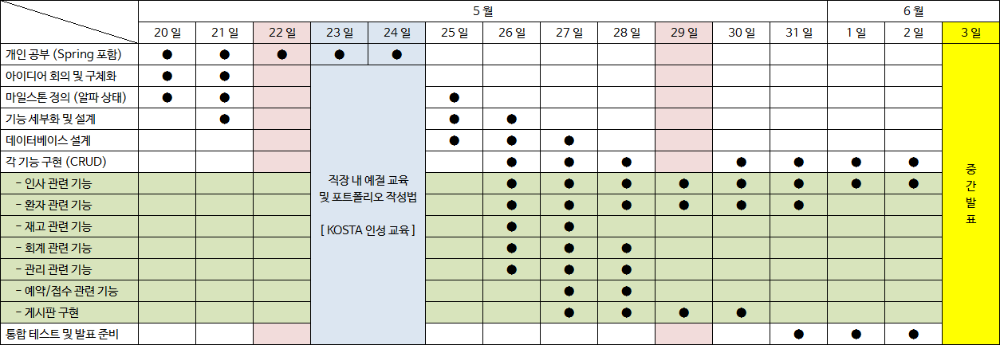 5 월
6 월
20 일
21 일
22 일
23 일
24 일
25 일
26 일
27 일
28 일
29 일
30 일
31 일
1 일
2 일
3 일
개인 공부 (Spring 포함)
아이디어 회의 및 구체화
마일스톤 정의 (알파 상태)
기능 세부화 및 설계
데이터베이스 설계
각 기능 구현 (CRUD)
- 인사 관련 기능
- 환자 관련 기능
- 재고 관련 기능
- 회계 관련 기능
- 관리 관련 기능
- 예약/접수 관련 기능
- 게시판 구현
통합 테스트 및 발표 준비
직장 내 예절 교육
및 포트폴리오 작성법
[ KOSTA 인성 교육 ]
중
간
발
표